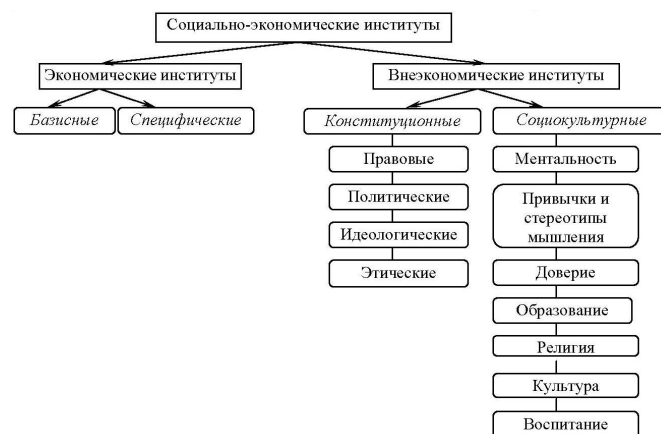 Социально-экономические институты
Экономические институты
Внеэкономические институты
Базисные
Специфические
Конституционные
Социокультурные
Правовые
Политические
Идеологические
Этические
Ментальность
Привычки и
стереотипы
мышления
Доверие
Образование
Религия
Культура
Воспитание